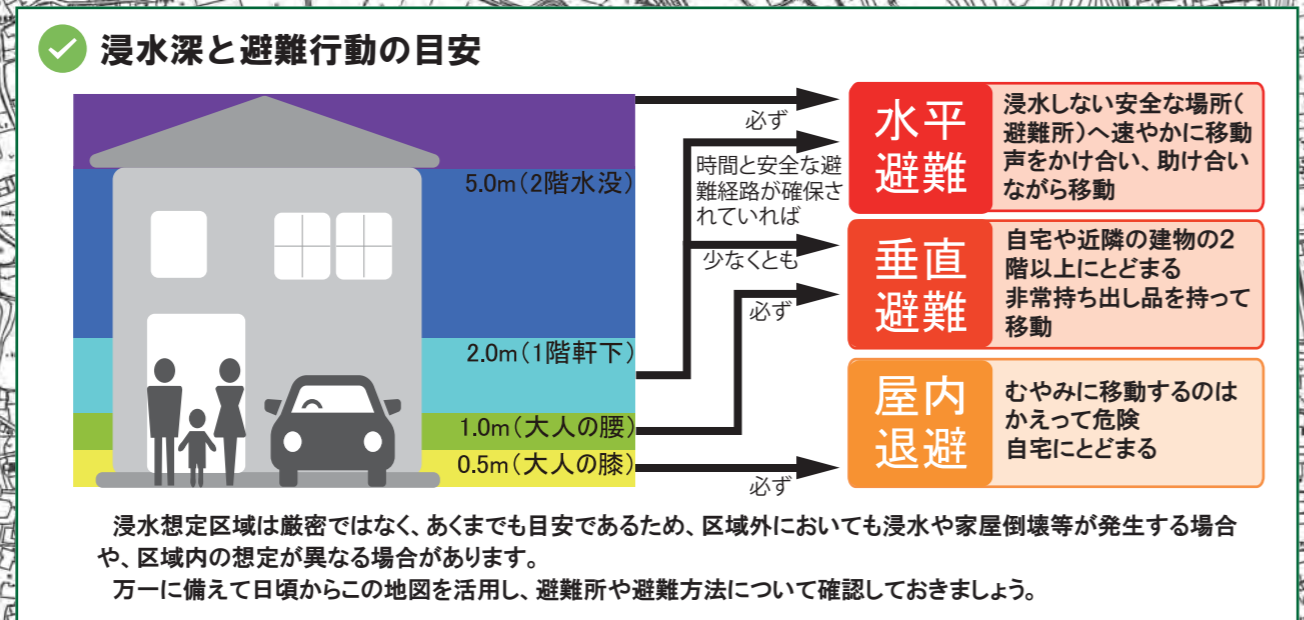 浸水深と避難行動の目安
5.0m（2階水没）
2.0m（1階軒下）
1.0m（大人の腰）
0.5m（大人の膝）
必ず
時間と安全な避
難経路が確保さ
れていれば
少なくとも
必ず
必ず
水平
避難
浸水しない安全な場所（
避難所）へ速やかに移動
声をかけ合い、助け合い
ながら移動
垂直
避難
自宅や近隣の建物の2
階以上にとどまる
非常持ち出し品を持って
移動
屋内
退避
むやみに移動するのは
かえって危険
自宅にとどまる
浸水想定区域は厳密ではなく、あくまでも目安であるため、区域外においても浸水や家屋倒壊等が発生する場合
や、区域内の想定が異なる場合があります。
万一に備えて日頃からこの地図を活用し、避難所や避難方法について確認しておきましょう。